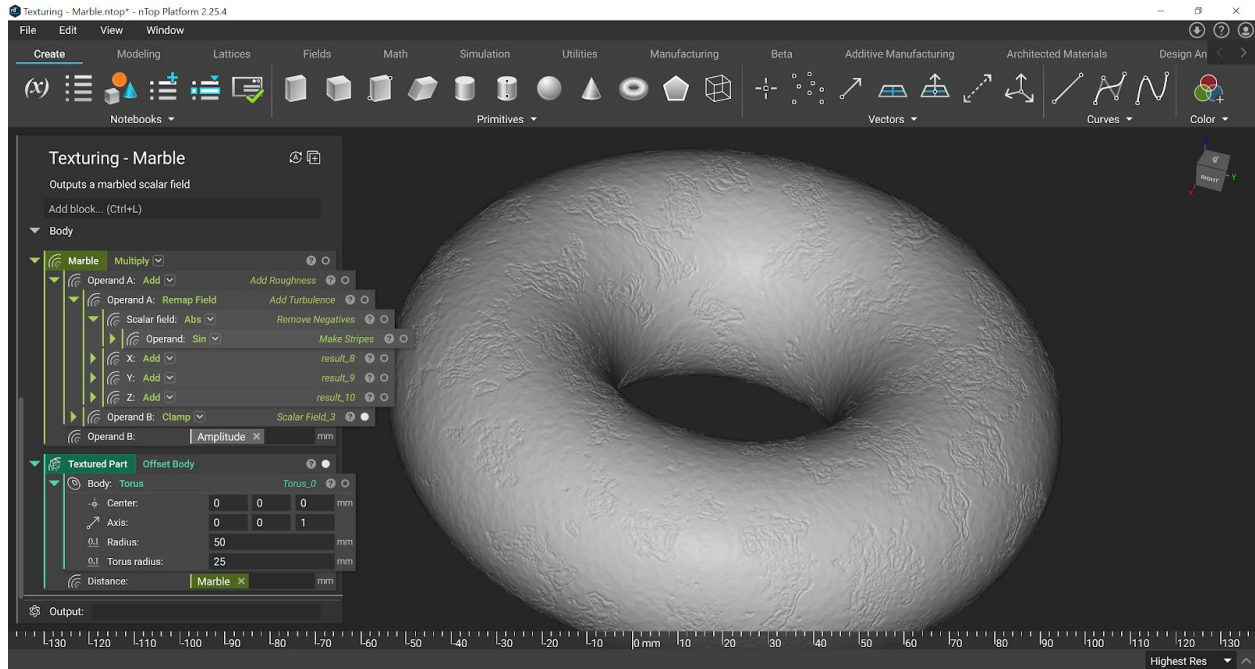 Texturing - Marble.ntop* - nTop Platform 2.25.4
File Edit View Window
Create Modeling Lattices Fields Math Simulation Utilities Manufacturing Beta Additive Manufacturing Architected Materials Design An
Notebooks Primitives Vectors Curves Color
Texturing - Marble
Outputs a marbled scalar field
Add block... (Ctrl+L)
Body
Marble Multiply
Operand A: Add Add Roughness
Operand A: Remap Field Add Turbulence
Scalar field: Abs Remove Negatives
Operand: Sin Make Stripes
X: Add result_8
Y: Add result_9
Z: Add result_10
Operand B: Clamp Scalar Field_3
Operand B: Amplitude × mm
Textured Part Offset Body
Body: Torus Torus_0
Center: 0 0 0 mm
Axis: 0 0 1
0.1 Radius: 50 mm
0.1 Torus radius: 25 mm
Distance: Marble × mm
Output:
Z
RIGHT Y
X
-130 -120 -110 -100 -90 -80 -70 -60 -50 -40 -30 -20 -10 0 mm 10 20 30 40 50 60 70 80 90 100 110 120 130
Highest Res